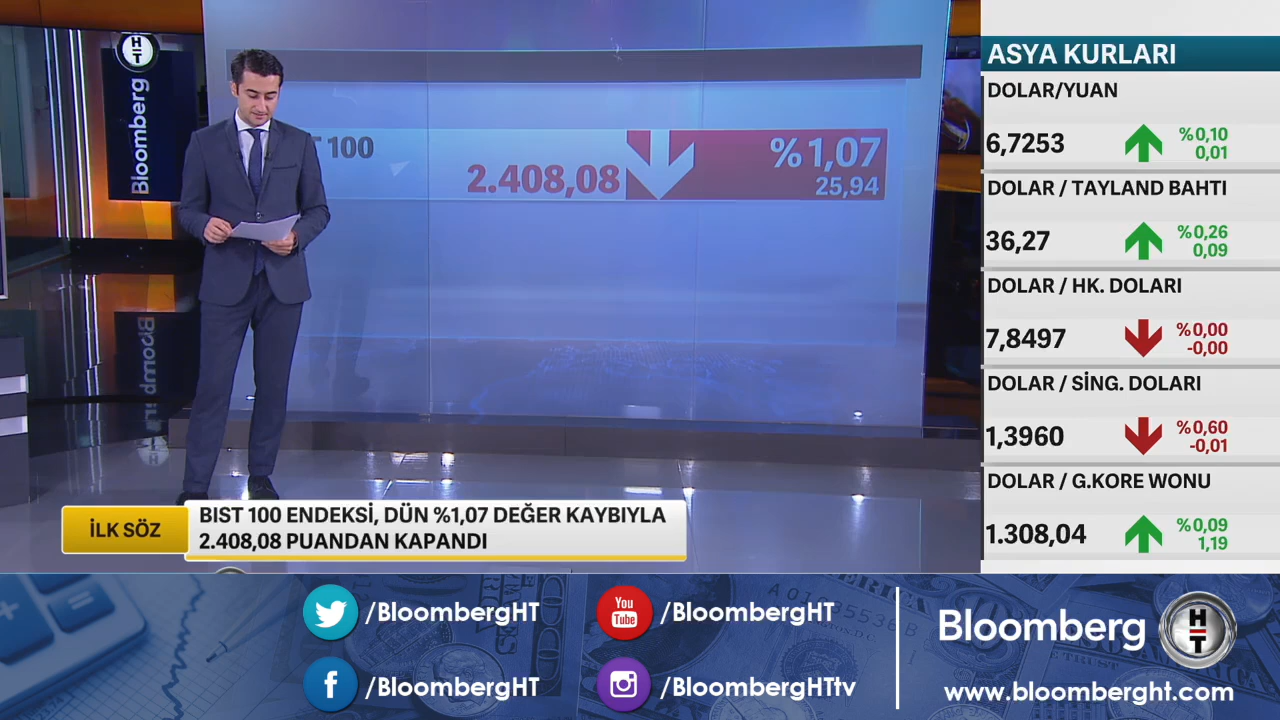 HT
Bloomberg
100
2.408,08
%1,07
25,94
ASYA KURLARI
DOLAR/YUAN
6,7253
%0,10
0,01
DOLAR / TAYLAND BAHTI
36,27
%0,26
0,09
DOLAR / HK. DOLARI
7,8497
%0,00
-0,00
DOLAR / SİNG. DOLARI
1,3960
%0,60
-0,01
DOLAR / G.KORE WONU
1.308,04
%0,09
1,19
İLK SÖZ
BIST 100 ENDEKSİ, DÜN %1,07 DEĞER KAYBIYLA
2.408,08 PUANDAN KAPANDI
/BloombergHT
You
Tube
/BloombergHT
/BloombergHT
/BloombergHTtv
Bloomberg HT
www.bloomberght.com